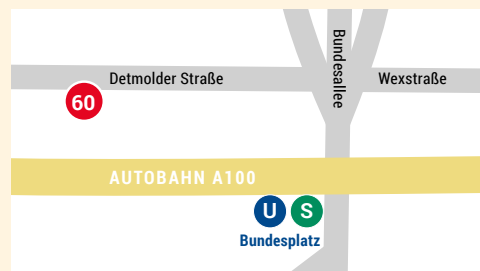 Detmolder Straße
Bundesallee
Wexstraße
60
AUTOBAHN A100
U S
Bundesplatz